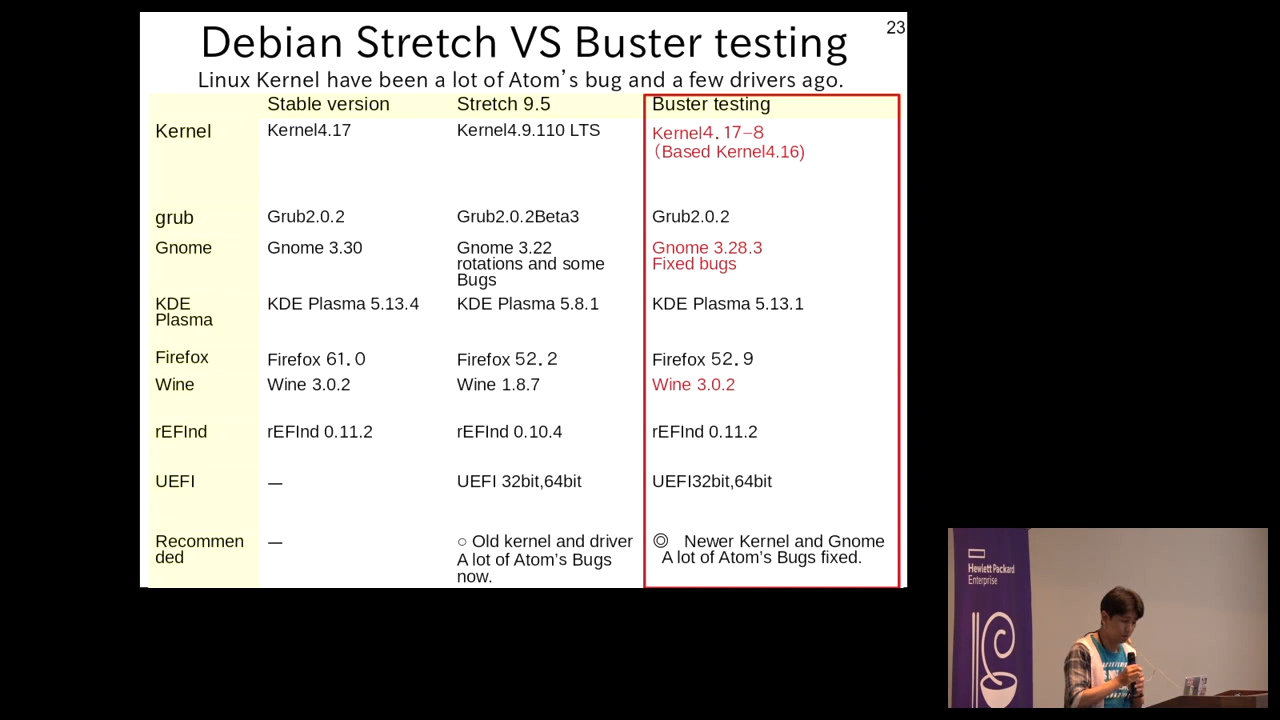 23
Debian Stretch VS Buster testing
Linux Kernel have been a lot of Atom’s bug and a few drivers ago.
Stable version Stretch 9.5 Buster testing
Kernel Kernel4.17 Kernel4.9.110 LTS Kernel4．17−8
（Based Kernel4.16)
grub Grub2.0.2 Grub2.0.2Beta3 Grub2.0.2
Gnome Gnome 3.30 Gnome 3.22 Gnome 3.28.3
rotations and some Fixed bugs
Bugs
KDE KDE Plasma 5.13.4 KDE Plasma 5.8.1 KDE Plasma 5.13.1
Plasma
Firefox Firefox 61．0 Firefox 52．2 Firefox 52．9
Wine Wine 3.0.2 Wine 1.8.7 Wine 3.0.2
rEFInd rEFInd 0.11.2 rEFInd 0.10.4 rEFInd 0.11.2
UEFI — UEFI 32bit,64bit UEFI32bit,64bit
Recommen — ○ Old kernel and driver ◎ Newer Kernel and Gnome
ded A lot of Atom’s Bugs A lot of Atom’s Bugs fixed.
now.
Hewlett Packard
Enterprise